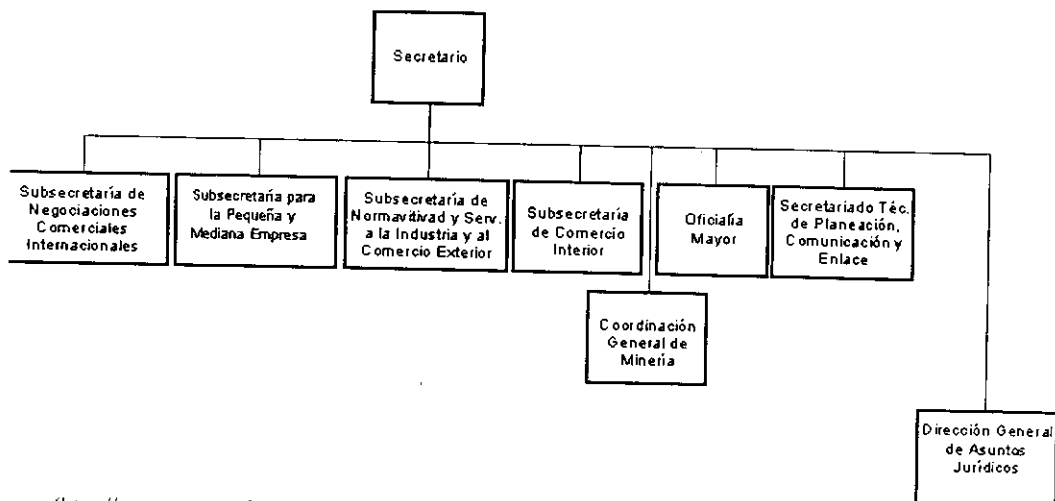 Secretario
Subsecretaría de
Negociaciones
Comerciales
Internacionales
Subsecretaría para
la Pequeña y
Mediana Empresa
Subsecretaría de
Normavitivad y Serv.
a la Industria y al
Comercio Exterior
Subsecretaría
de Comercio
Interior
Oficialía
Mayor
Secretariado Téc.
de Planeación,
Comunicación y
Enlace
Coordinación
General de
Minería
Dirección General
de Asuntos
Jurídicos